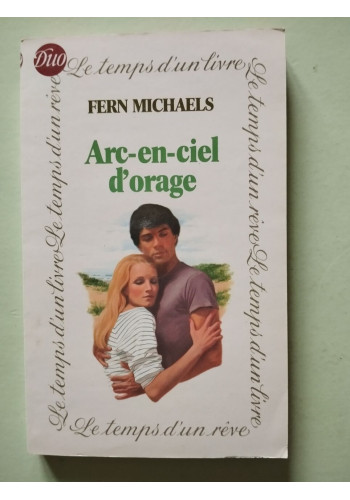 Duo
Le temps d'un livre
FERN MICHAELS
Arc-en-ciel
d'orage
Le temps d'un livre Le temps d'un rêve
Le temps d'un rêve Le temps d'un livre
Le temps d'un rêve